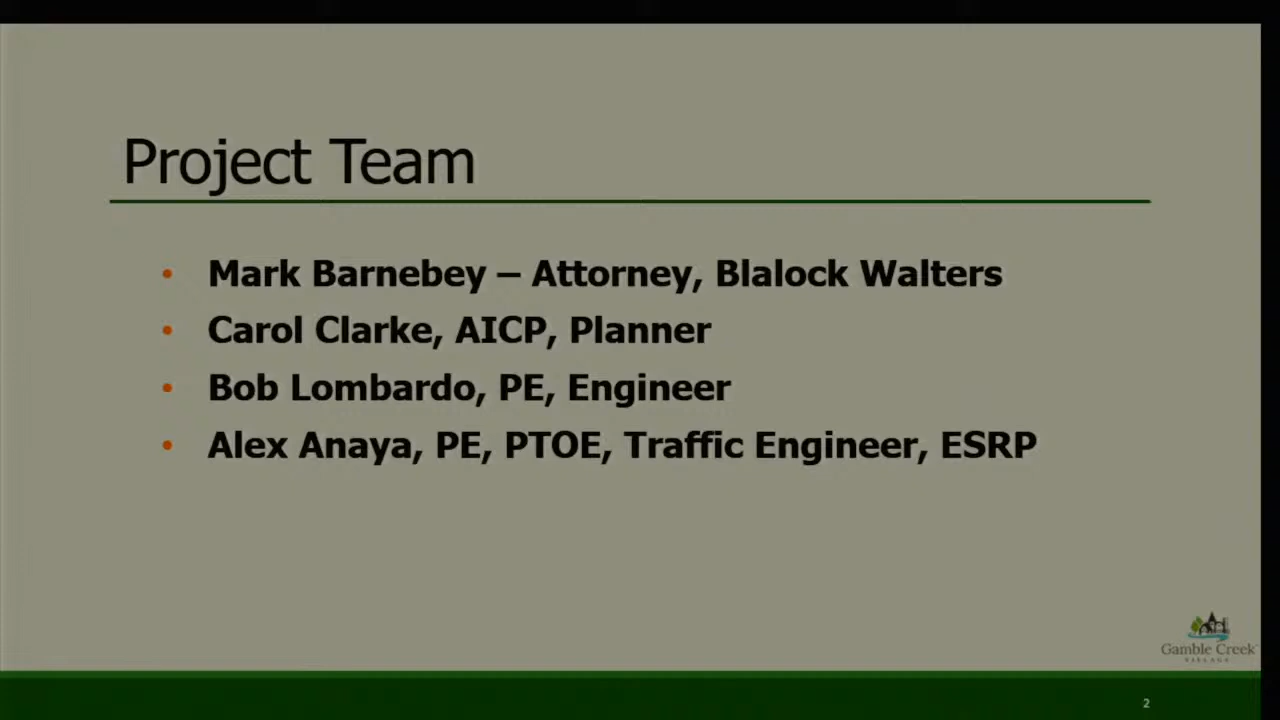 Project Team
• Mark Barnebey – Attorney, Blalock Walters
• Carol Clarke, AICP, Planner
• Bob Lombardo, PE, Engineer
• Alex Anaya, PE, PTOE, Traffic Engineer, ESRP
Gamble Creek
VILLAGE
2